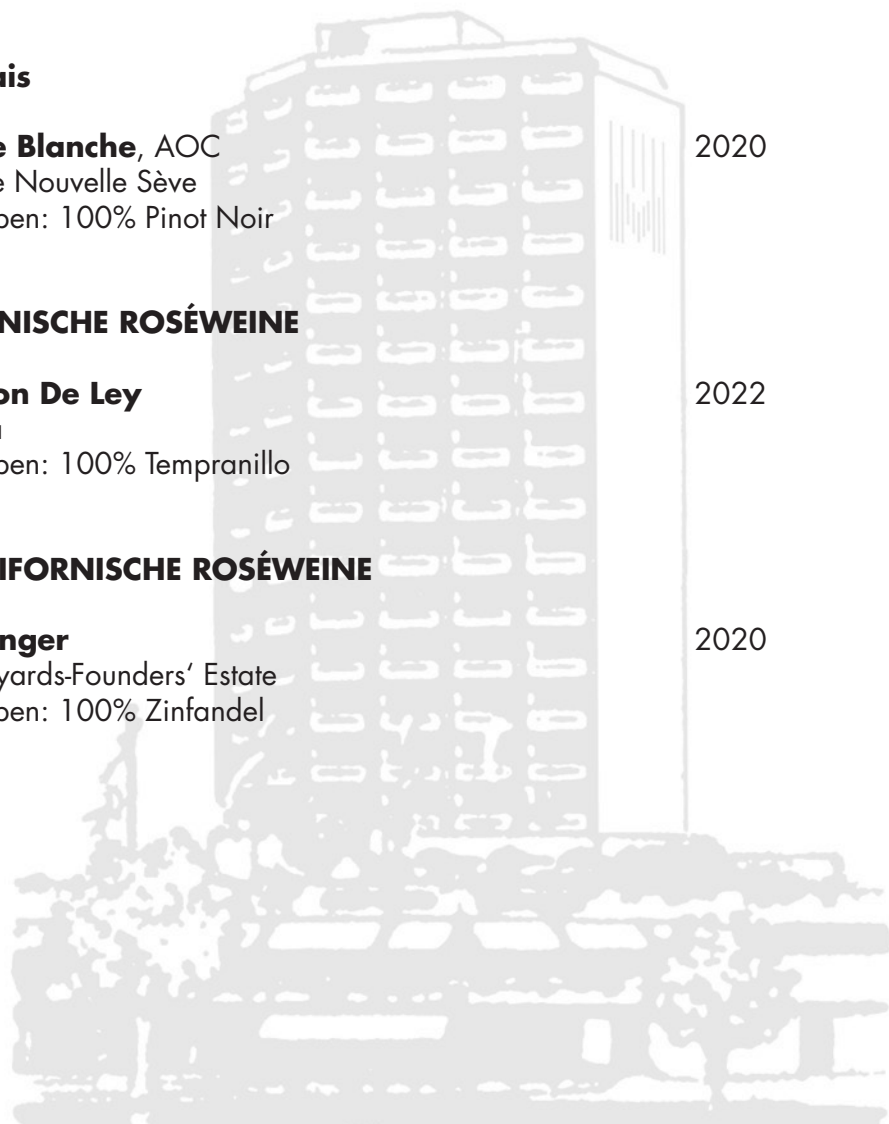 ais
e Blanche, AOC 2020
e Nouvelle Sève
ben: 100% Pinot Noir
NISCHE ROSÉWEINE
on De Ley 2022
ben: 100% Tempranillo
IFORNISCHE ROSÉWEINE
nger 2020
yards-Founders‘ Estate
ben: 100% Zinfandel